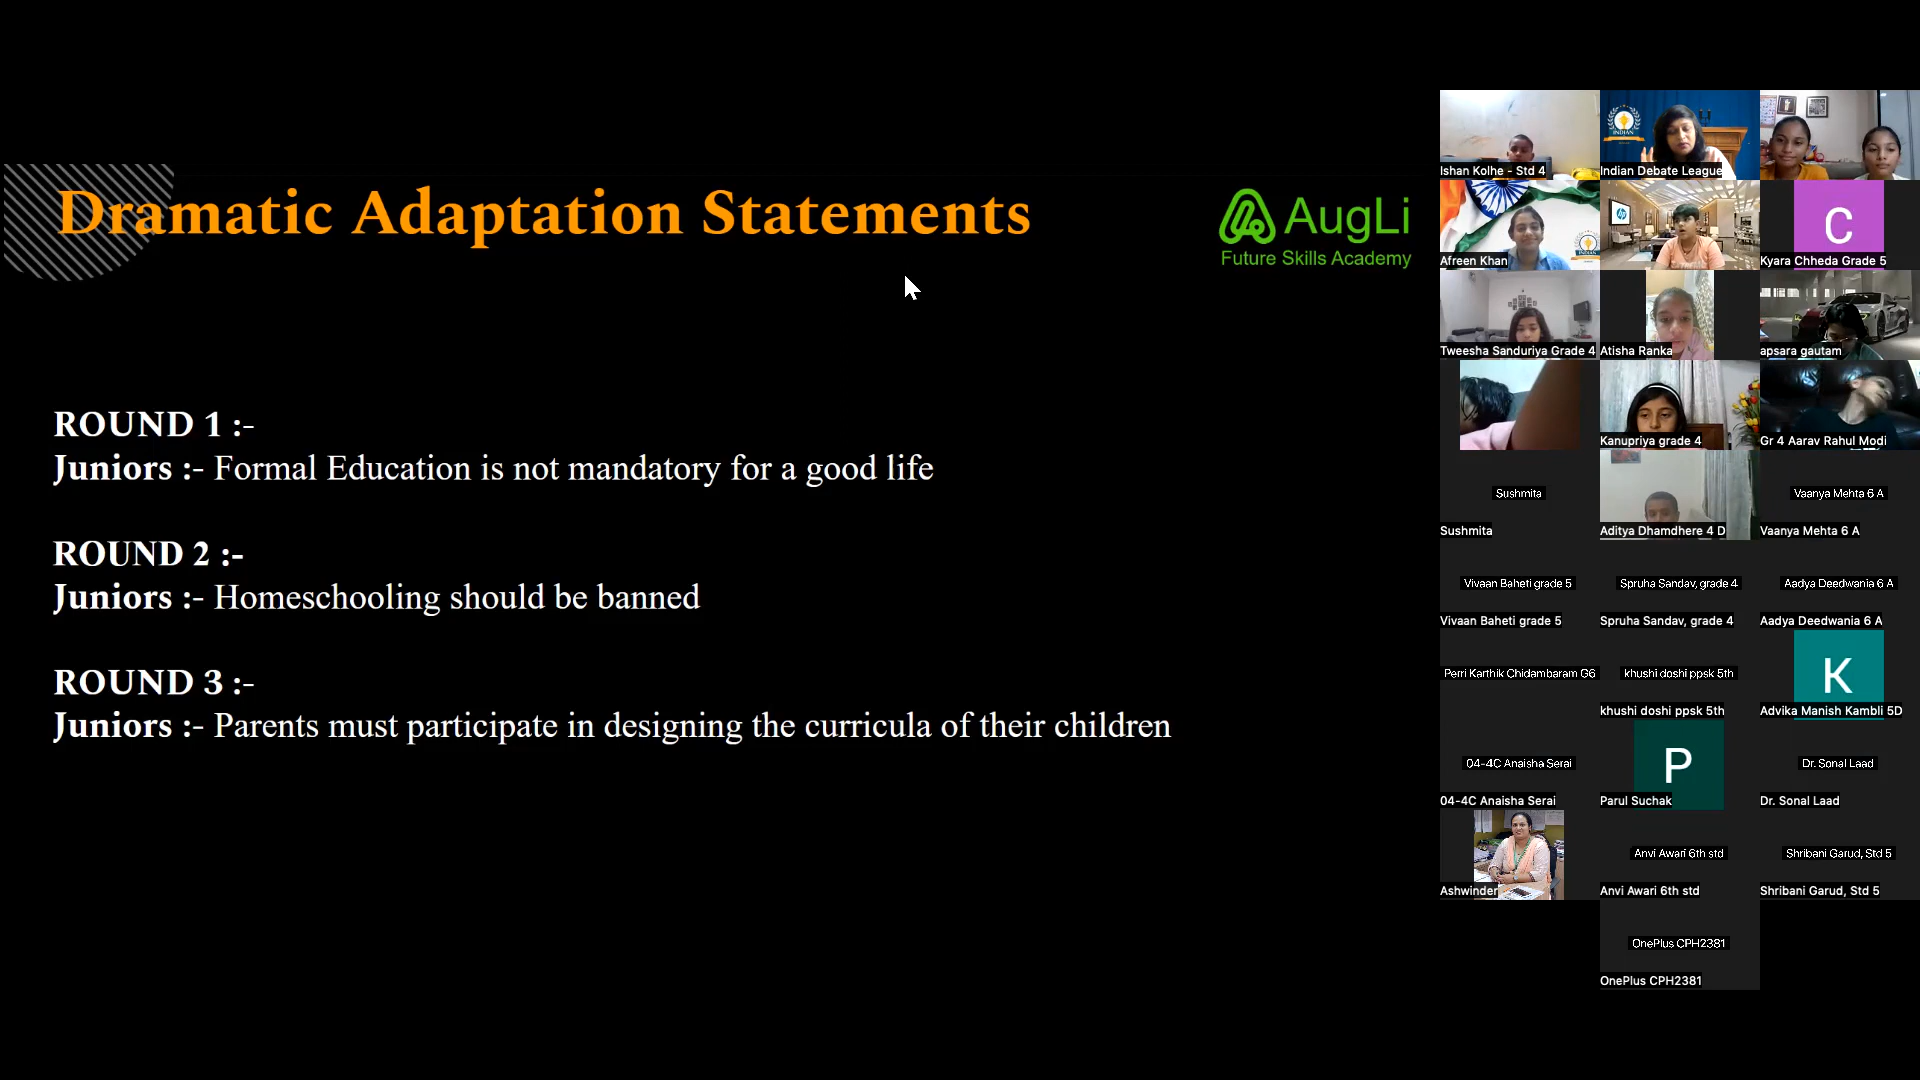 Dramatic Adaptation Statements
AugLi
Future Skills Academy
ROUND 1 :-
Juniors :- Formal Education is not mandatory for a good life
ROUND 2 :-
Juniors :- Homeschooling should be banned
ROUND 3 :-
Juniors :- Parents must participate in designing the curricula of their children
Ishan Kolhe - Std 4
INDIAN
Indian Debate League
Afreen Khan
hp
C
Kyara Chheda Grade 5
Tweesha Sanduriya Grade 4
Atisha Ranka
apsara gautam
Kanupriya grade 4
Gr 4 Aarav Rahul Modi
Sushmita
Sushmita
Aditya Dhamdhere 4 D
Vaanya Mehta 6 A
Vaanya Mehta 6 A
Vivaan Baheti grade 5
Vivaan Baheti grade 5
Spruha Sandav, grade 4
Spruha Sandav, grade 4
Aadya Deedwania 6 A
Aadya Deedwania 6 A
Perri Karthik Chidambaram G6
khushi doshi ppsk 5th
khushi doshi ppsk 5th
K
Advika Manish Kambli 5D
04-4C Anaisha Serai
04-4C Anaisha Serai
P
Parul Suchak
Dr. Sonal Laad
Dr. Sonal Laad
Ashwinder
Anvi Awari 6th std
Anvi Awari 6th std
Shribani Garud, Std 5
Shribani Garud, Std 5
OnePlus CPH2381
OnePlus CPH2381